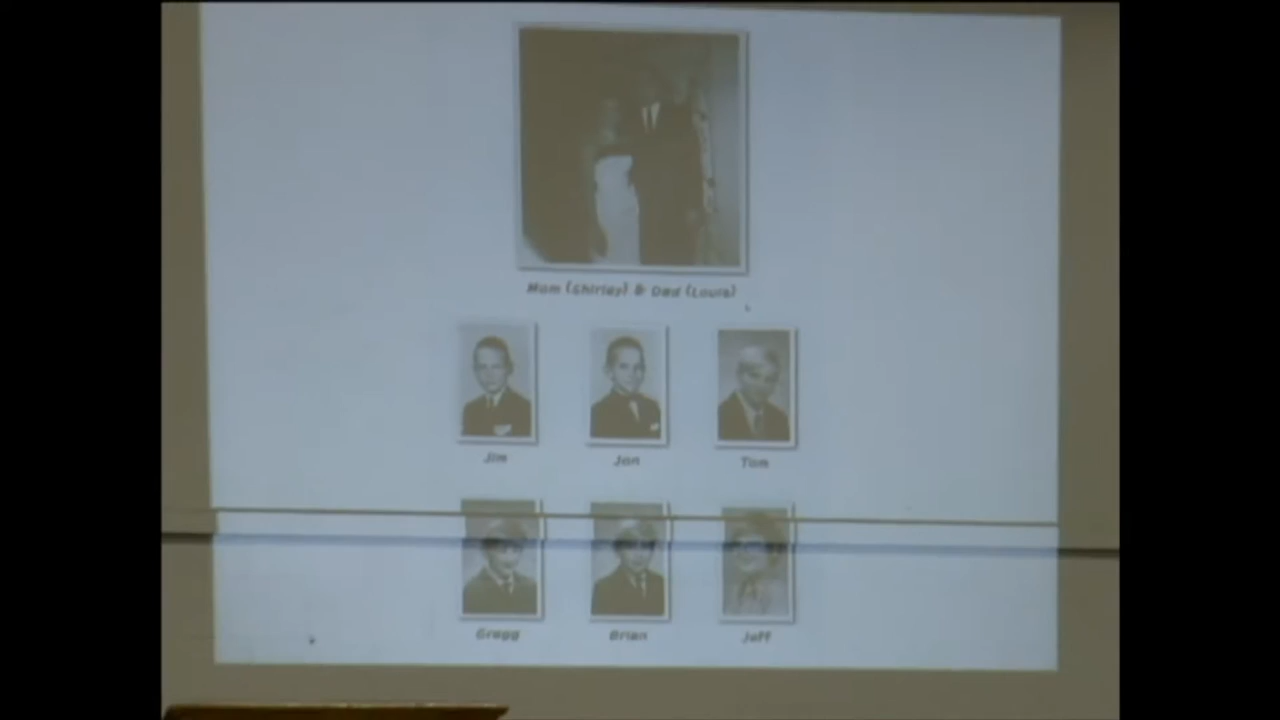 Mom (Shirley) & Dad (Louis)
Jim
Jon
Tom
Gregg
Brian
Jeff